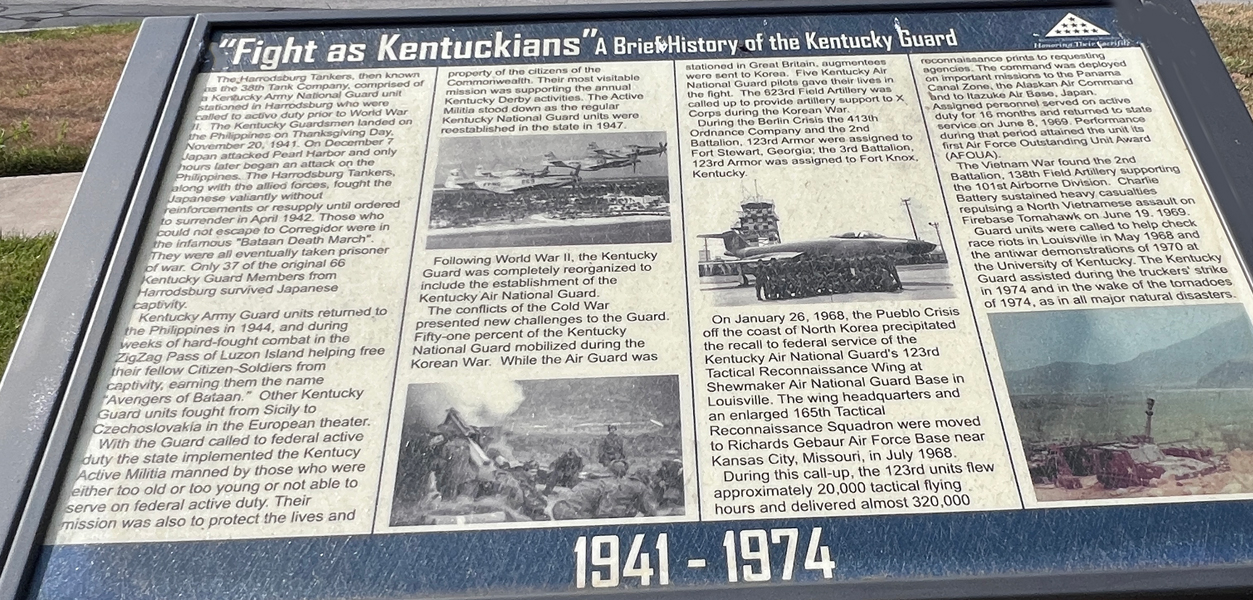 "Fight as Kentuckians" A Brief History of the Kentucky Guard
Honoring Their Sacrifice
The Harrodsburg Tankers, then known
as the 38th Tank Company, comprised of
a Kentucky Army National Guard unit
stationed in Harrodsburg who were
called to active duty prior to World War
II. The Kentucky Guardsmen landed on
the Philippines on Thanksgiving Day,
November 20, 1941. On December 7
Japan attacked Pearl Harbor and only
hours later began an attack on the
Philippines. The Harrodsburg Tankers,
along with the allied forces, fought the
Japanese valiantly without
reinforcements or resupply until ordered
to surrender in April 1942. Those who
could not escape to Corregidor were in
the infamous "Bataan Death March".
They were all eventually taken prisoner
of war. Only 37 of the original 66
Kentucky Guard Members from
Harrodsburg survived Japanese
captivity.
Kentucky Army Guard units returned to
the Philippines in 1944, and during
weeks of hard-fought combat in the
ZigZag Pass of Luzon Island helping free
their fellow Citizen-Soldiers from
captivity, earning them the name
"Avengers of Bataan." Other Kentucky
Guard units fought from Sicily to
Czechoslovakia in the European theater.
With the Guard called to federal active
duty the state implemented the Kentucy
Active Militia manned by those who were
either too old or too young or not able to
serve on federal active duty. Their
mission was also to protect the lives and
property of the citizens of the
Commonwealth. Their most visitable
mission was supporting the annual
Kentucky Derby activities. The Active
Militia stood down as the regular
Kentucky National Guard units were
reestablished in the state in 1947.
Following World War II, the Kentucky
Guard was completely reorganized to
include the establishment of the
Kentucky Air National Guard.
The conflicts of the Cold War
presented new challenges to the Guard.
Fifty-one percent of the Kentucky
National Guard mobilized during the
Korean War. While the Air Guard was
stationed in Great Britain, augmentees
were sent to Korea. Five Kentucky Air
National Guard pilots gave their lives in
the fight. The 623rd Field Artillery was
called up to provide artillery support to X
Corps during the Korean War.
During the Berlin Crisis the 413th
Ordnance Company and the 2nd
Battalion, 123rd Armor were assigned to
Fort Stewart, Georgia; the 3rd Battalion,
123rd Armor was assigned to Fort Knox,
Kentucky.
On January 26, 1968, the Pueblo Crisis
off the coast of North Korea precipitated
the recall to federal service of the
Kentucky Air National Guard's 123rd
Tactical Reconnaissance Wing at
Shewmaker Air National Guard Base in
Louisville. The wing headquarters and
an enlarged 165th Tactical
Reconnaissance Squadron were moved
to Richards Gebaur Air Force Base near
Kansas City, Missouri, in July 1968.
During this call-up, the 123rd units flew
approximately 20,000 tactical flying
hours and delivered almost 320,000
reconnaissance prints to requesting
agencies. The command was deployed
on important missions to the Panama
Canal Zone, the Alaskan Air Command
and to Itazuke Air Base, Japan.
Assigned personnel served on active
duty for 16 months and returned to state
service on June 8, 1969. Performance
during that period attained the unit its
first Air Force Outstanding Unit Award
(AFOUA).
The Vietnam War found the 2nd
Battalion, 138th Field Artillery supporting
the 101st Airborne Division. Charlie
Battery sustained heavy casualties
repulsing a North Vietnamese assault on
Firebase Tomahawk on June 19, 1969.
Guard units were called to help check
race riots in Louisville in May 1968 and
the antiwar demonstrations of 1970 at
the University of Kentucky. The Kentucky
Guard assisted during the truckers' strike
in 1974 and in the wake of the tornadoes
of 1974, as in all major natural disasters.
1941 - 1974